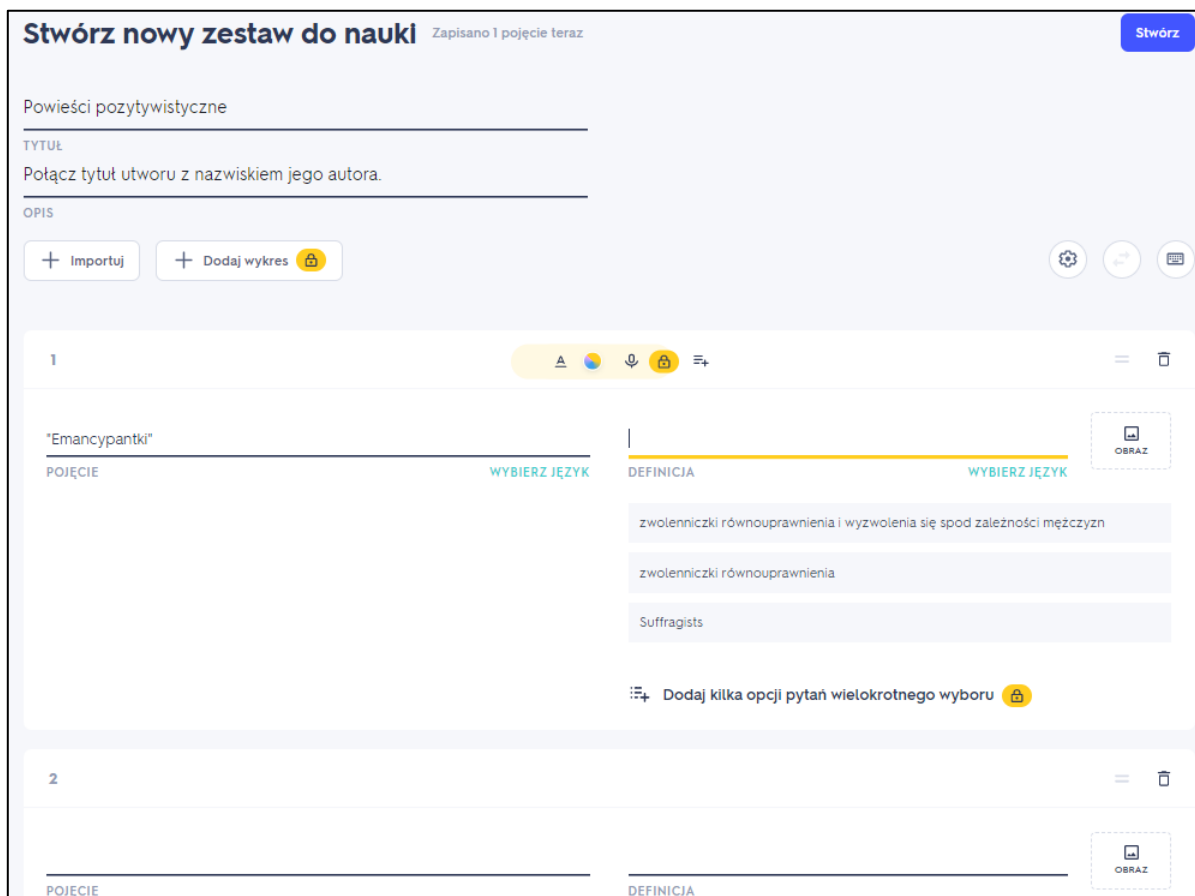 Stwórz nowy zestaw do nauki Zapisano 1 pojęcie teraz
Stwórz
Powieści pozytywistyczne
TYTUŁ
Połącz tytuł utworu z nazwiskiem jego autora.
OPIS
+ Importuj
+ Dodaj wykres
1
"Emancypantki"
POJĘCIE WYBIERZ JĘZYK
DEFINICJA WYBIERZ JĘZYK
OBRAZ
zwolenniczki równouprawnienia i wyzwolenia się spod zależności mężczyzn
zwolenniczki równouprawnienia
Suffragists
Dodaj kilka opcji pytań wielokrotnego wyboru
2
OBRAZ
POJĘCIE
DEFINICJA